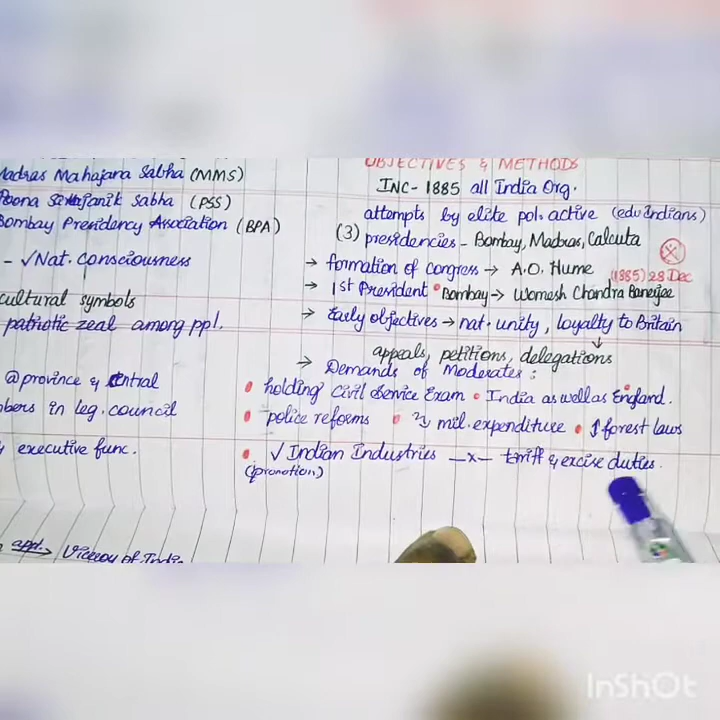 Madras Mahajana Sabha (MMS)
Poona Sarvjanik Sabha (PSS)
Bombay Presidency Association (BPA)
- √Nat. consciousness
cultural symbols
patriotic zeal among ppl.
@province & central
mbers in leg. council
executive func.
appt. → Viceroy of India
OBJECTIVES & METHODS
INC - 1885 all India Org.
attempts by elite pol. active (edu Indians)
(3) presidencies - Bombay, Madras, Calcuta
→ formation of congress → A.O. Hume (1885) 28 Dec
→ 1st President • Bombay → Womesh Chandra Banerjee
→ Early objectives → nat. unity, loyalty to Britain
↓
appeals, petitions, delegations
→ Demands of Moderates :
• holding Civil Service Exam • India as well as England.
• police reforms • mil. expenditure • forest laws
• √ Indian Industries —x— tariff & excise duties.
(promotion)
InShOt